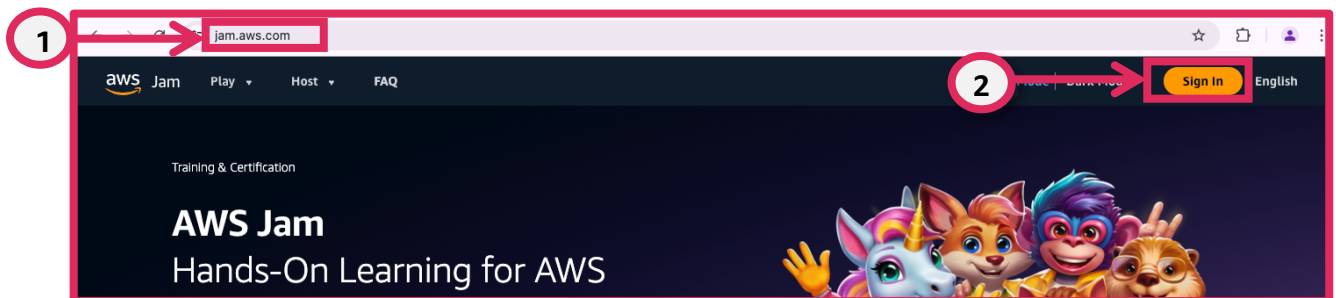 1
jam.aws.com
aws Jam Play Host FAQ
2
Sign In English
Training & Certification
AWS Jam
Hands-On Learning for AWS